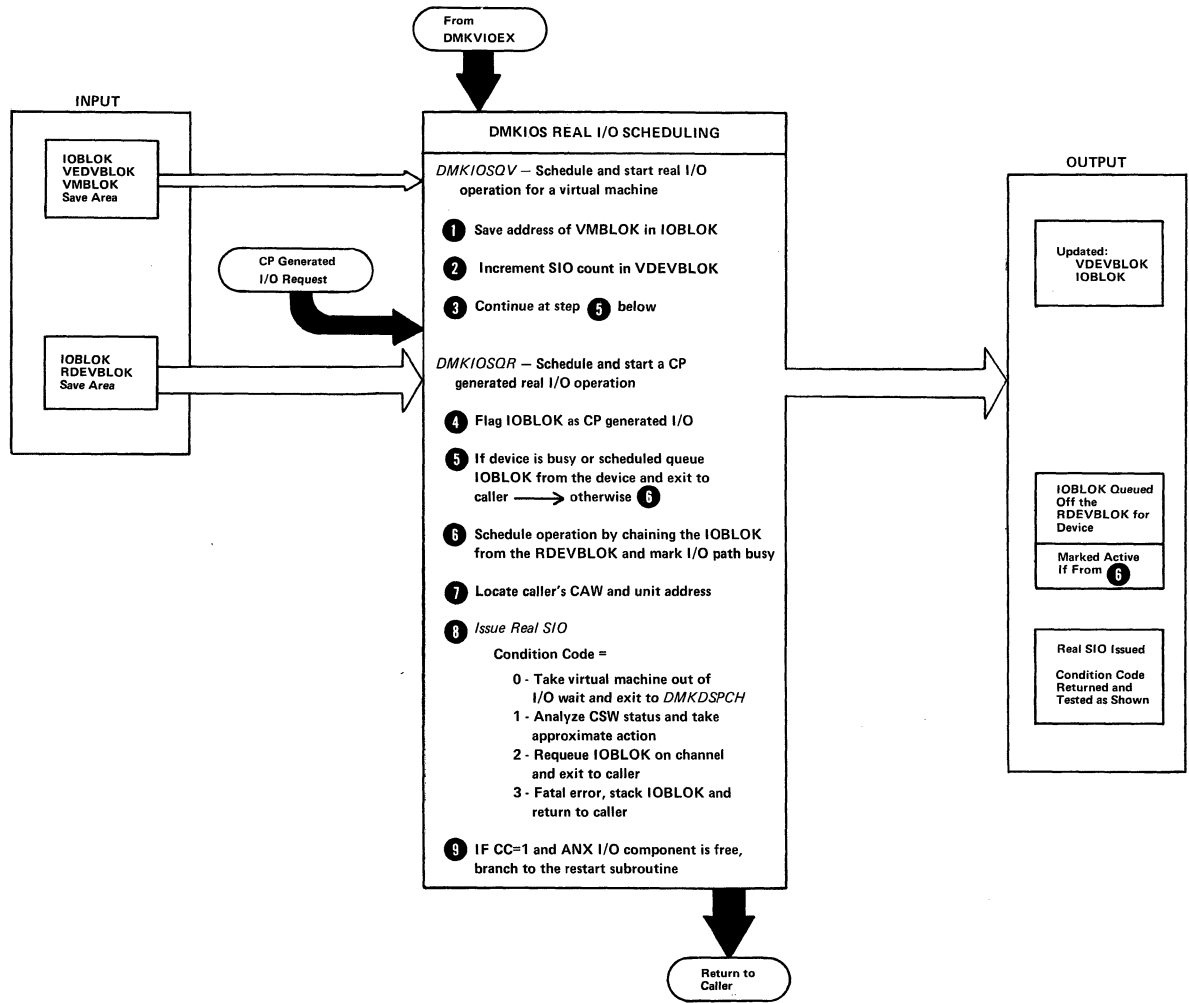 From
DMKVIOEX
INPUT
IOBLOK
VEDVBLOK
VMBLOK
Save Area
CP Generated
I/O Request
IOBLOK
RDEVBLOK
Save Area
DMKIOS REAL I/O SCHEDULING
DMKIOSQV — Schedule and start real I/O
operation for a virtual machine
1 Save address of VMBLOK in IOBLOK
2 Increment SIO count in VDEVBLOK
3 Continue at step 5 below
DMKIOSQR — Schedule and start a CP
generated real I/O operation
4 Flag IOBLOK as CP generated I/O
5 If device is busy or scheduled queue
IOBLOK from the device and exit to
caller → otherwise 6
6 Schedule operation by chaining the IOBLOK
from the RDEVBLOK and mark I/O path busy
7 Locate caller's CAW and unit address
8 Issue Real SIO
Condition Code =
0 - Take virtual machine out of
I/O wait and exit to DMKDSPCH
1 - Analyze CSW status and take
approximate action
2 - Requeue IOBLOK on channel
and exit to caller
3 - Fatal error, stack IOBLOK and
return to caller
9 IF CC=1 and ANX I/O component is free,
branch to the restart subroutine
OUTPUT
Updated:
VDEVBLOK
IOBLOK
IOBLOK Queued
Off the
RDEVBLOK for
Device
Marked Active
If From 6
Real SIO Issued
Condition Code
Returned and
Tested as Shown
Return to
Caller